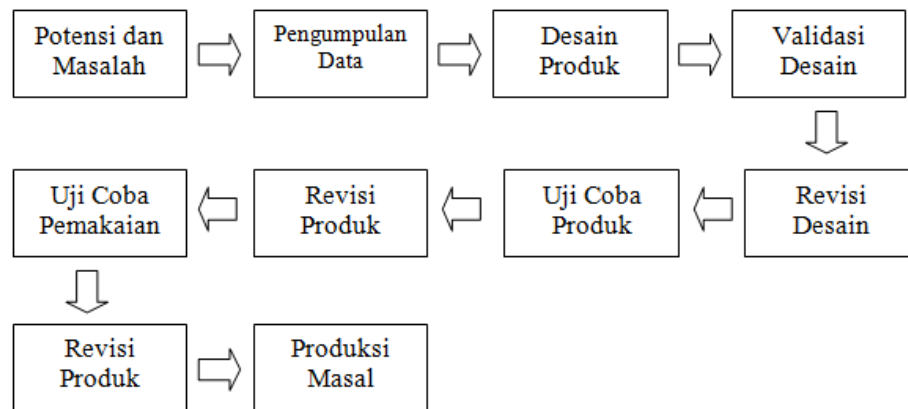 Potensi dan
Masalah
Pengumpulan
Data
Desain
Produk
Validasi
Desain
Revisi
Desain
Uji Coba
Produk
Revisi
Produk
Uji Coba
Pemakaian
Revisi
Produk
Produksi
Masal